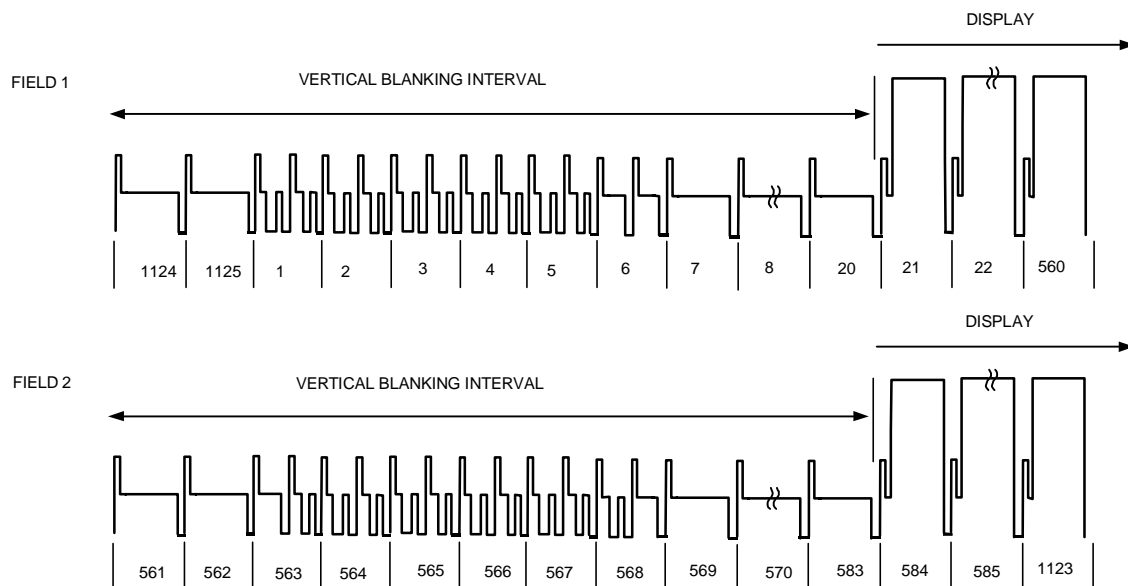 DISPLAY
FIELD 1
VERTICAL BLANKING INTERVAL
1124 1125 1 2 3 4 5 6 7 8 20 21 22 560
DISPLAY
FIELD 2
VERTICAL BLANKING INTERVAL
561 562 563 564 565 566 567 568 569 570 583 584 585 1123